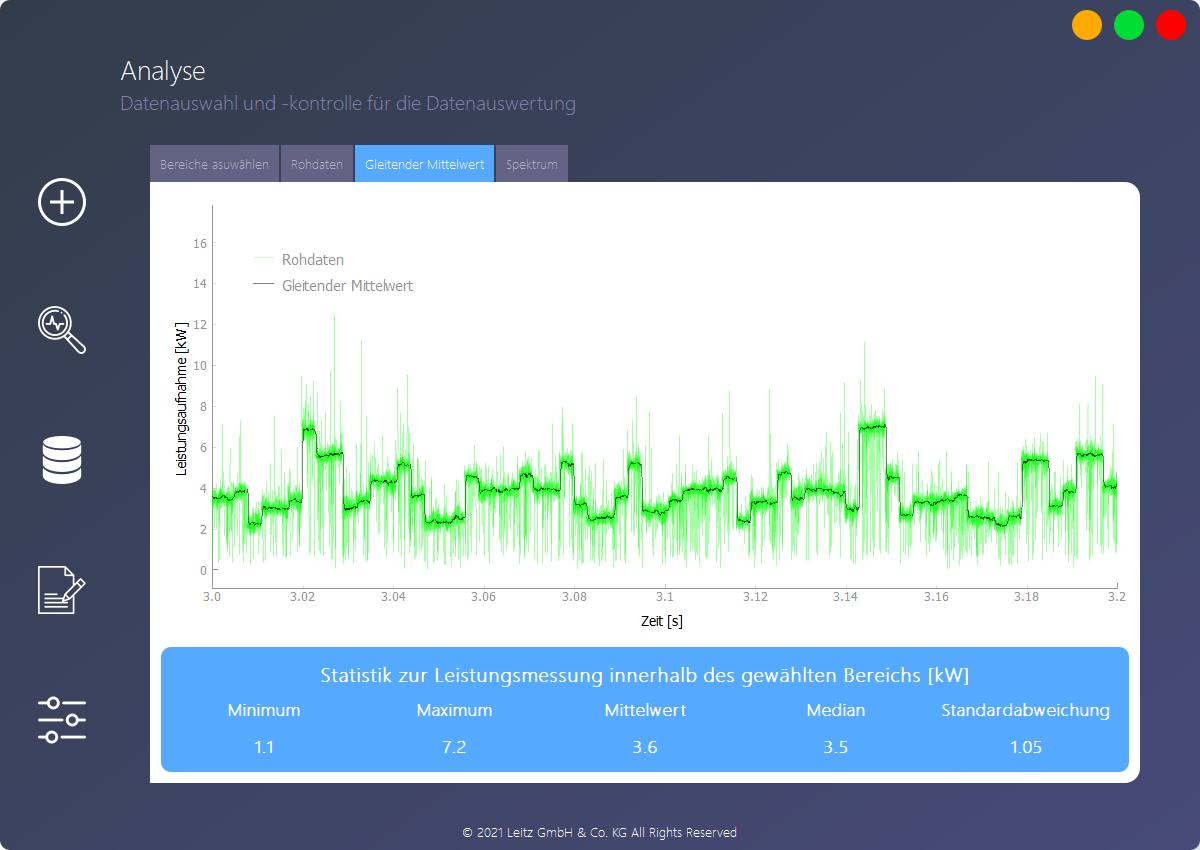 Analyse
Datenauswahl und -kontrolle für die Datenauswertung
Bereiche asuwählen Rohdaten Gleitender Mittelwert Spektrum
Rohdaten
Gleitender Mittelwert
Leistungsaufnahme [kW]
16
14
12
10
8
6
4
2
0
3.0 3.02 3.04 3.06 3.08 3.1 3.12 3.14 3.16 3.18 3.2
Zeit [s]
Statistik zur Leistungsmessung innerhalb des gewählten Bereichs [kW]
Minimum Maximum Mittelwert Median Standardabweichung
1.1 7.2 3.6 3.5 1.05
© 2021 Leitz GmbH & Co. KG All Rights Reserved